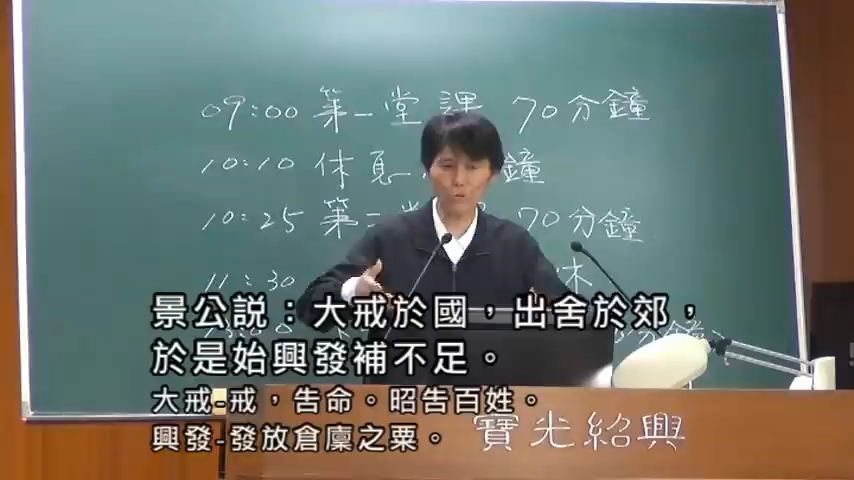 09:00 第一堂課 70分鐘
10:10 休息 鐘
10:25 第二堂 70分鐘
11:30 休
景公説：大戒於國，出舍於郊，
於是始興發補不足。
大戒-戒，告命。昭告百姓。
興發-發放倉廩之粟。
寶光紹興